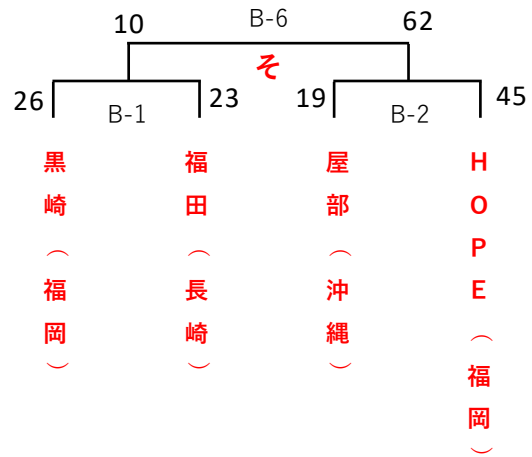 10 B-6 62
そ
26 B-1 23 19 B-2 45
黒崎（福岡）
福田（長崎）
屋部（沖縄）
HOPE（福岡）